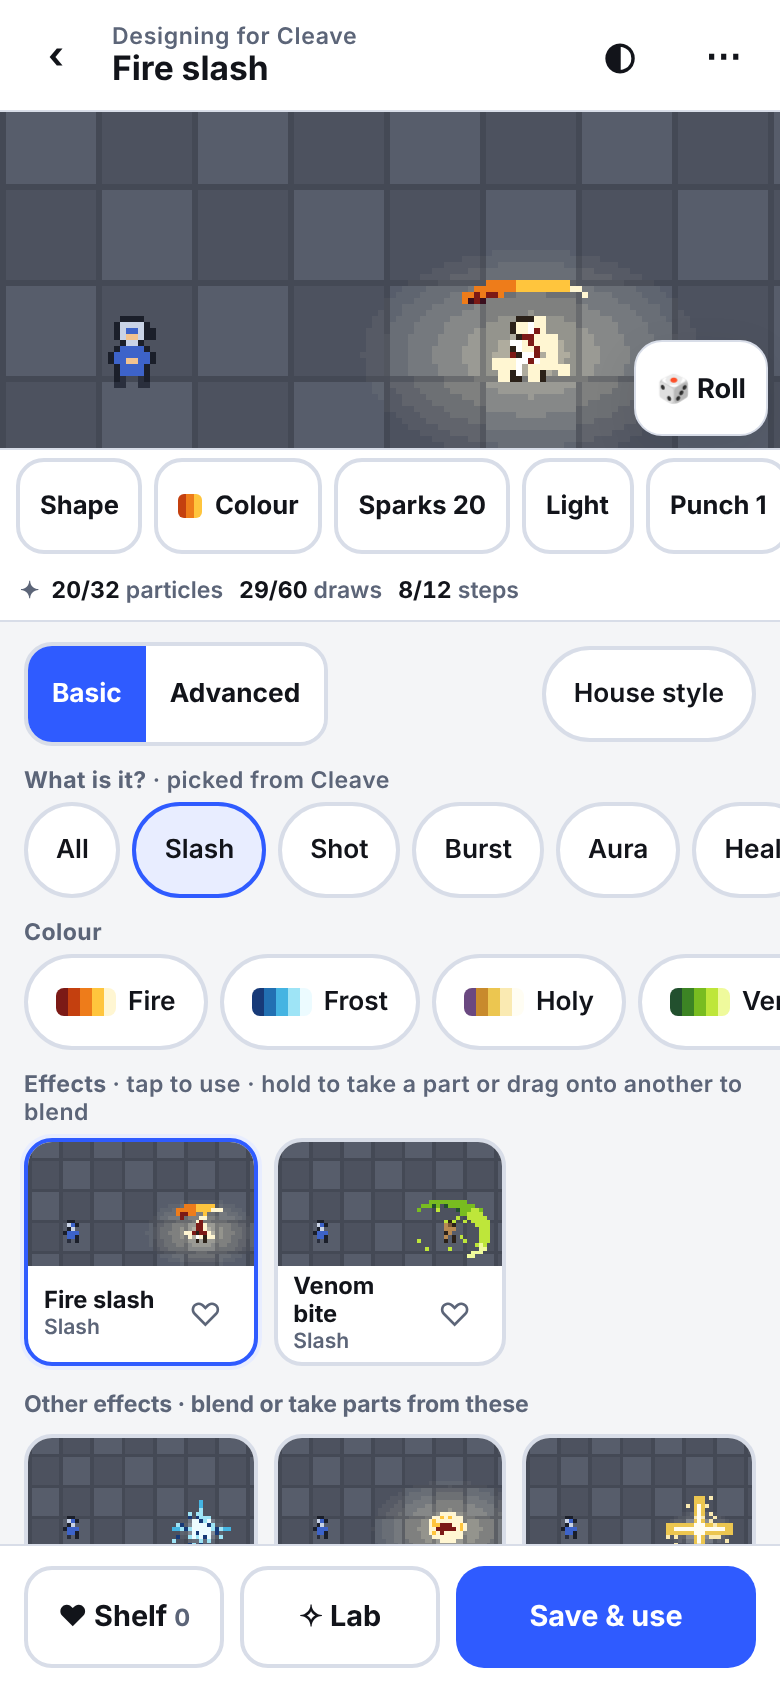 Designing for Cleave
Fire slash
Roll
Shape
Colour
Sparks 20
Light
Punch 1
20/32 particles 29/60 draws 8/12 steps
Basic
Advanced
House style
What is it? · picked from Cleave
All
Slash
Shot
Burst
Aura
Heal
Colour
Fire
Frost
Holy
Ver
Effects · tap to use · hold to take a part or drag onto another to
blend
Fire slash
Slash
Venom
bite
Slash
Other effects · blend or take parts from these
Shelf 0
Lab
Save & use